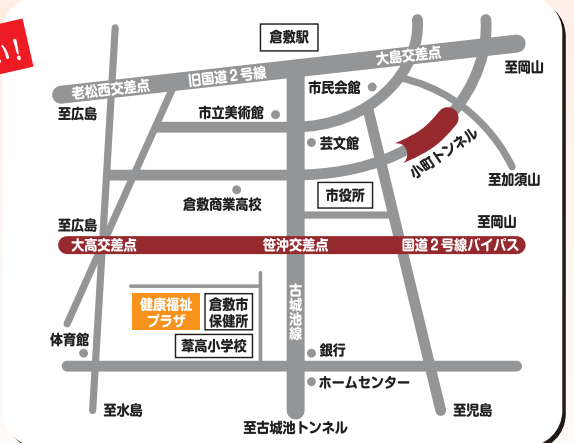 い！
倉敷駅
大島交差点
旧国道２号線
老松西交差点
至岡山
至広島
市民会館
市立美術館
芸文館
小町トンネル
至加須山
倉敷商業高校
市役所
至広島
至岡山
大高交差点
笹沖交差点
国道２号線バイパス
健康福祉
プラザ
倉敷市
保健所
古城池線
体育館
葦高小学校
銀行
ホームセンター
至水島
至児島
至古城池トンネル